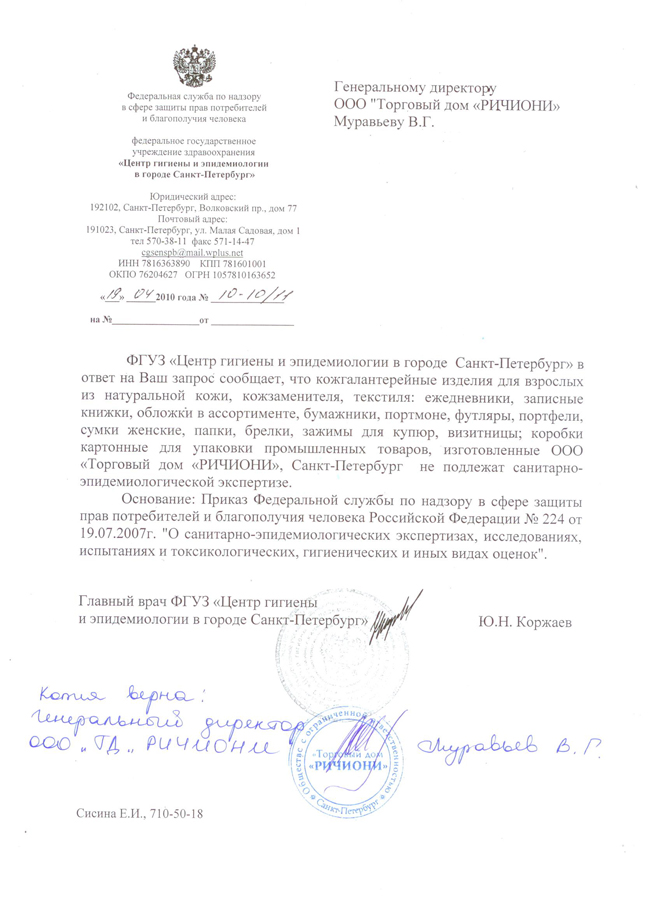 Федеральная служба по надзору
в сфере защиты прав потребителей
и благополучия человека
федеральное государственное
учреждение здравоохранения
«Центр гигиены и эпидемиологии
в городе Санкт-Петербург»
Юридический адрес:
192102, Санкт-Петербург, Волковский пр., дом 77
Почтовый адрес:
191023, Санкт-Петербург, ул. Малая Садовая, дом 1
тел 570-38-11 факс 571-14-47
cgsenspb@mail.wplus.net
ИНН 7816363890 КПП 781601001
ОКПО 76204627 ОГРН 1057810163652
«19» 04 2010 года № 10-10/11
на № от
Генеральному директору
ООО "Торговый дом «РИЧИОНИ»
Муравьеву В.Г.
ФГУЗ «Центр гигиены и эпидемиологии в городе Санкт-Петербург» в
ответ на Ваш запрос сообщает, что кожгалантерейные изделия для взрослых
из натуральной кожи, кожзаменителя, текстиля: ежедневники, записные
книжки, обложки в ассортименте, бумажники, портмоне, футляры, портфели,
сумки женские, папки, брелки, зажимы для купюр, визитницы; коробки
картонные для упаковки промышленных товаров, изготовленные ООО
«Торговый дом «РИЧИОНИ», Санкт-Петербург не подлежат санитарно-
эпидемиологической экспертизе.
Основание: Приказ Федеральной службы по надзору в сфере защиты
прав потребителей и благополучия человека Российской Федерации № 224 от
19.07.2007г. "О санитарно-эпидемиологических экспертизах, исследованиях,
испытаниях и токсикологических, гигиенических и иных видах оценок".
Главный врач ФГУЗ «Центр гигиены
и эпидемиологии в городе Санкт-Петербург»
Ю.Н. Коржаев
Копия верна:
генеральный директор
ООО „ТД„ РИЧИОНИ
Муравьев В.Г.
Общество с ограниченной ответственностью
«Торговый дом
«РИЧИОНИ»
Санкт-Петербург
Сисина Е.И., 710-50-18